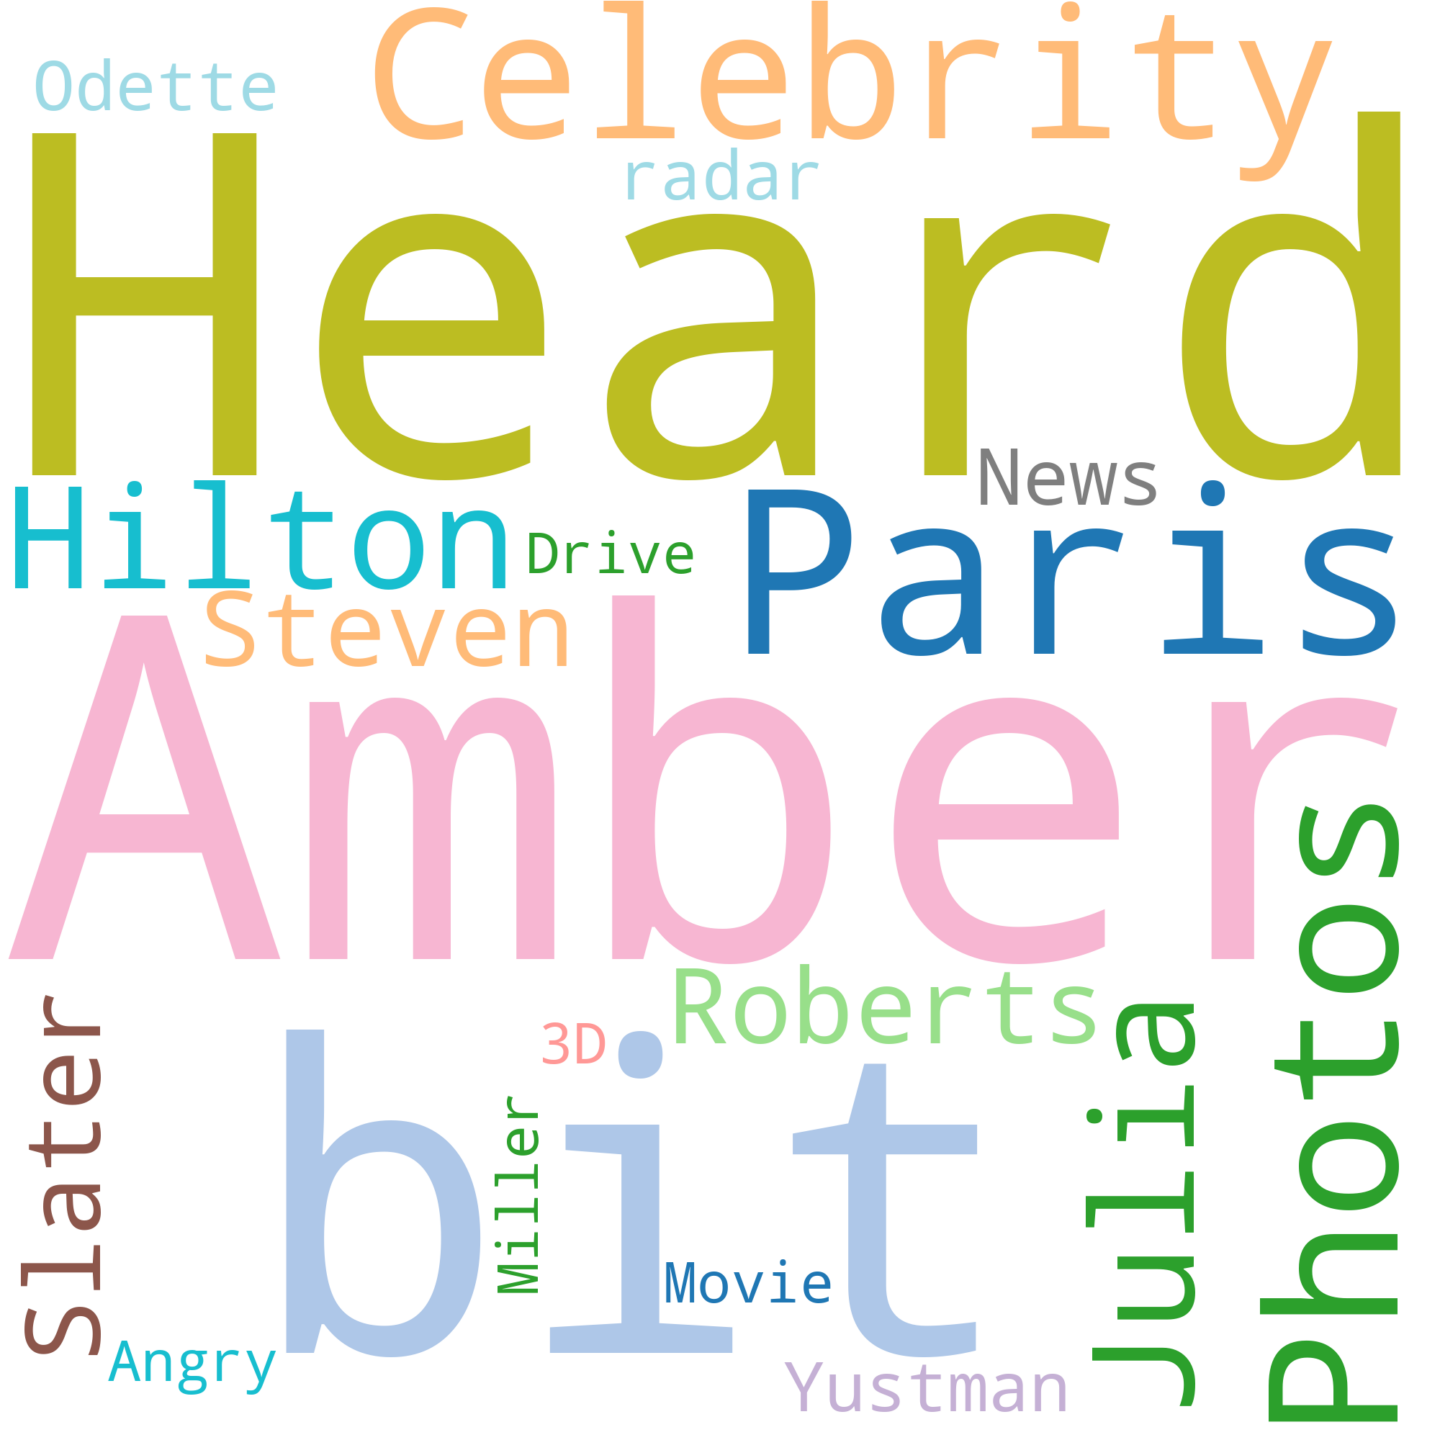 Celebrity
Odette
radar
Heard
News
Hilton
Drive
Paris
Steven
Amber
Photos
Roberts
Julia
Slater
3D
bit
Miller
Movie
Angry
Yustman